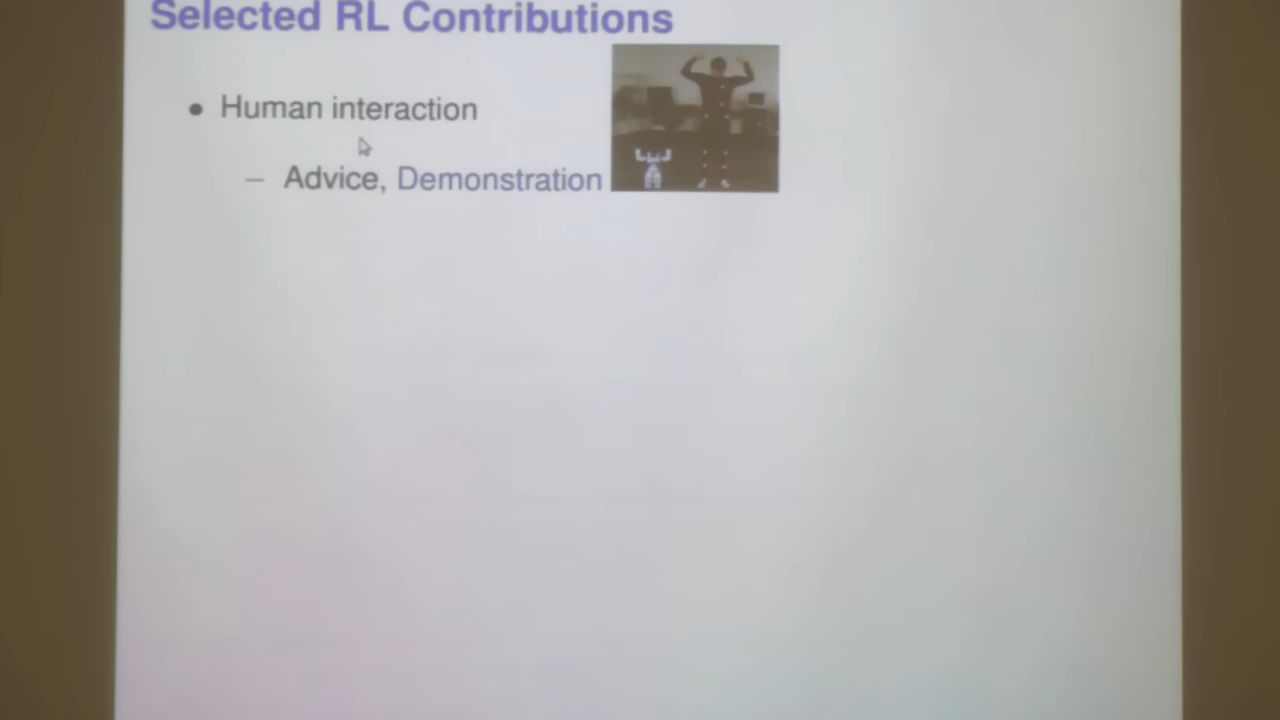 Selected RL Contributions
• Human interaction
– Advice, Demonstration